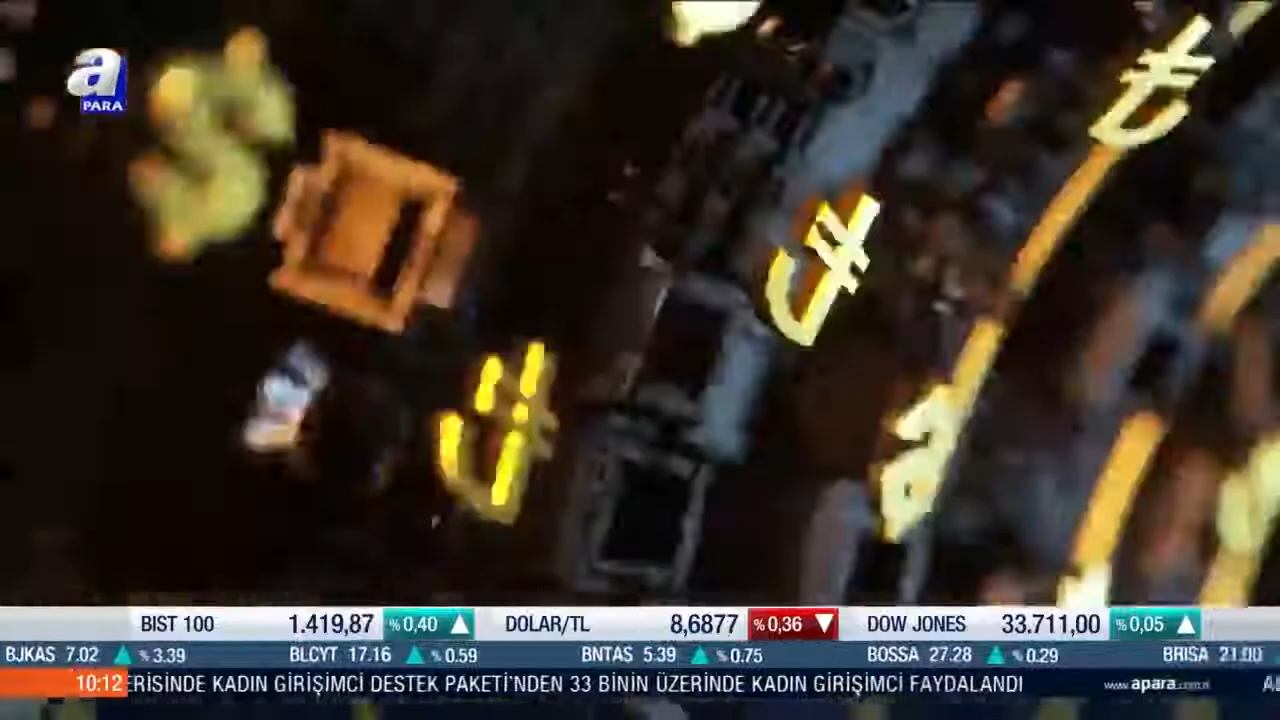 a
PARA
$
₺
₺
₺
BIST 100 1.419,87 % 0,40 ▲ DOLAR/TL 8,6877 % 0,36 ▼ DOW JONES 33.711,00 % 0,05 ▲
BJKAS 7.02 ▲ % 3.39 BLCYT 17.16 ▲ % 0.59 BNTAS 5.39 ▲ % 0.75 BOSSA 27.28 ▲ % 0.29 BRISA 21.00
10:12 ERİSİNDE KADIN GİRİŞİMCİ DESTEK PAKETİ'NDEN 33 BİNİN ÜZERİNDE KADIN GİRİŞİMCİ FAYDALANDI www.apara.com.tr